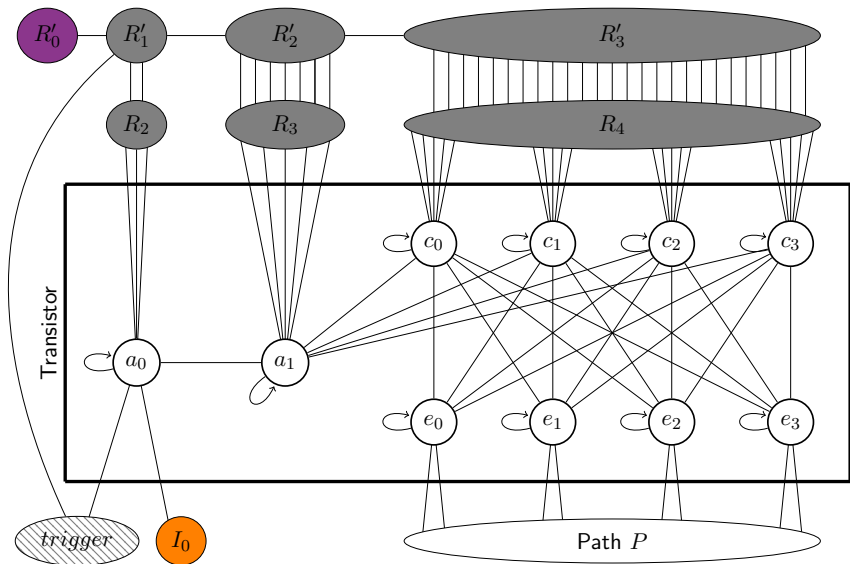 R′₀ R′₁ R′₂ R′₃
R₂ R₃ R₄
c₀ c₁ c₂ c₃
Transistor
a₀ a₁
e₀ e₁ e₂ e₃
trigger I₀ Path P